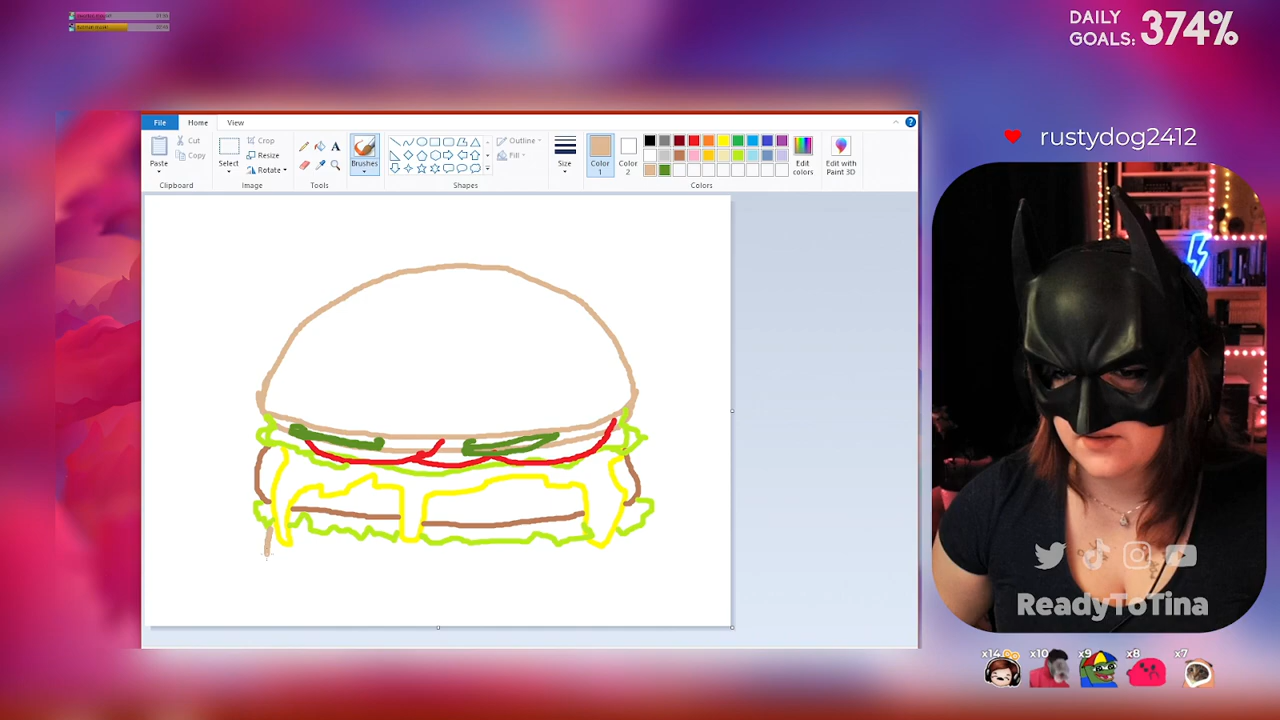 DAILY
GOALS: 374%
rustydog2412
File Home View
Paste
Cut
Copy
Clipboard
Select
Crop
Resize
Rotate
Image
A
Tools
Brushes
Outline
Fill
Shapes
Size
Color
1
Color
2
Edit
colors
Colors
Edit with
Paint 3D
ReadyToTina
x14 x10 x9 x8 x7